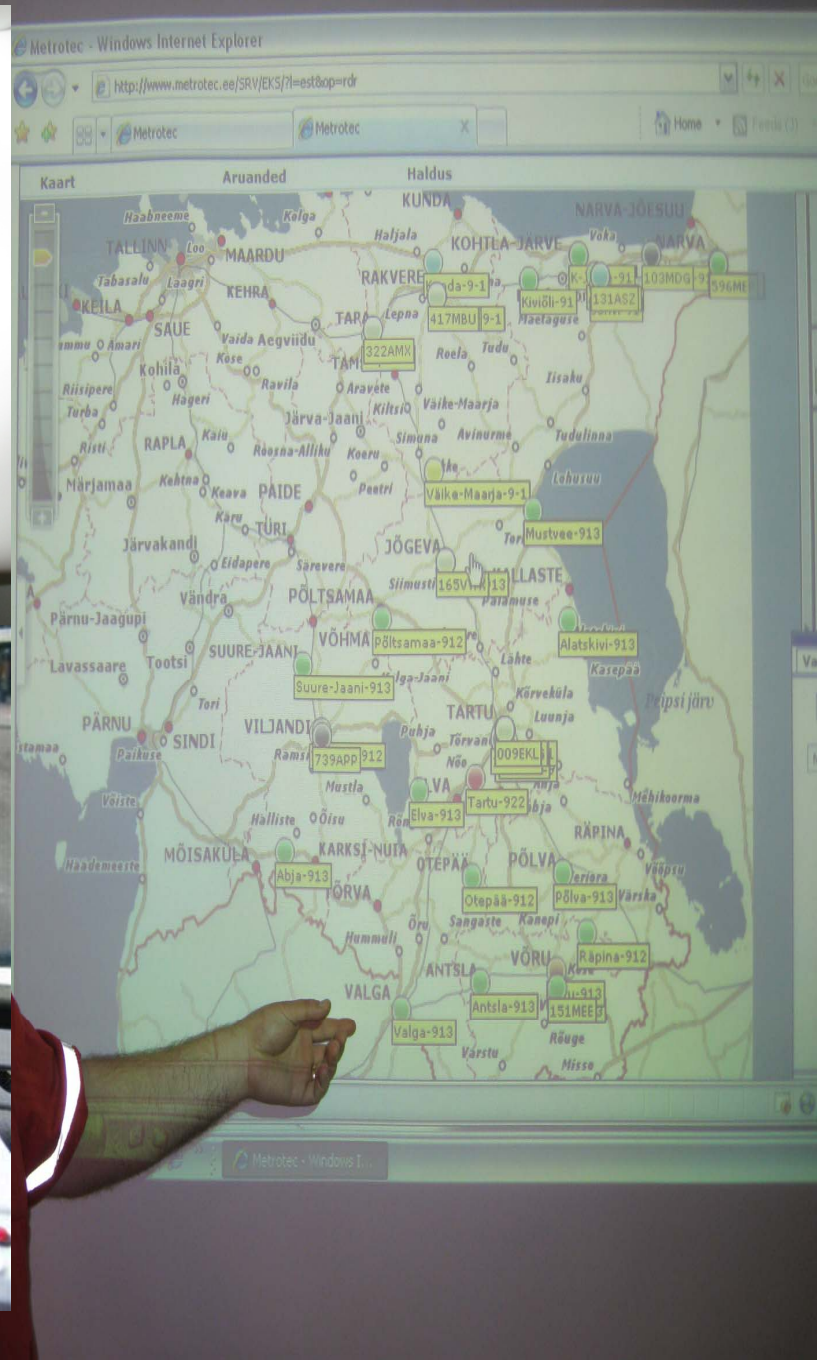 Metrotec - Windows Internet Explorer
http://www.metrotec.ee/SRV/EKS/?l=est&op=rdr
Metrotec
Metrotec
Home
Feeds (J)
Kaart
Aruanded
Haldus
KUNDA
Haabneeme
Kolga
NARVA-JÕESUU
Haljala
Voka
TALLINN
Loo
MAARDU
KOHTLA-JÄRVE
NARVA
Tabasalu
Laagri
RAKVERE
KEILA
KEHRA
Kiviõli-91
131ASZ
103MDG
SAUE
Lepna
417MBU
9-1
Maetaguse
Vaida
Aegviidu
322AMX
Kose
Roela
Tudu
Kohila
Ravila
Aravete
Iisaku
Riisipere
Hageri
Kiltsi
Väike-Maarja
Turba
Järva-Jaani
Risti
RAPLA
Kaiu
Roosna-Alliku
Koeru
Simuna
Avinurme
Tudulinna
Peetri
Lohusuu
Märjamaa
Kehtna
Keava
PAIDE
Väike-Maarja-9-1
Käru
TÜRI
Mustvee-913
Järvakandi
JÕGEVA
Eidapere
Särevere
Siimusti
KALLASTE
Vändra
PÕLTSAMAA
Palamuse
Pärnu-Jaagupi
VÕHMA
Põltsamaa-912
Alatskivi-913
Lavassaare
Tootsi
SUURE-JAANI
Lahte
Kasepää
Suure-Jaani-913
Tori
Kõrveküla
Peipsi järv
PÄRNU
SINDI
VILJANDI
TARTU
Luunja
Puhja
Paikuse
739APP
912
009EKL
Nõo
Mustla
Tartu-922
Mehikoorma
Võiste
Elva-913
Halliste
Õisu
RÄPINA
MÕISAKÜLA
KARKSI-NUIA
OTEPÄÄ
PÕLVA
Võõpsu
Häädemeeste
Abja-913
Otepää-912
Põlva-913
Värska
Õru
Sangaste
Kanepi
Hummuli
Räpina-912
ANTSLA
VÕRU
VALGA
Antsla-913
151MEE
Valga-913
Rõuge
Varstu
Misso
Metrotec - Windows I...